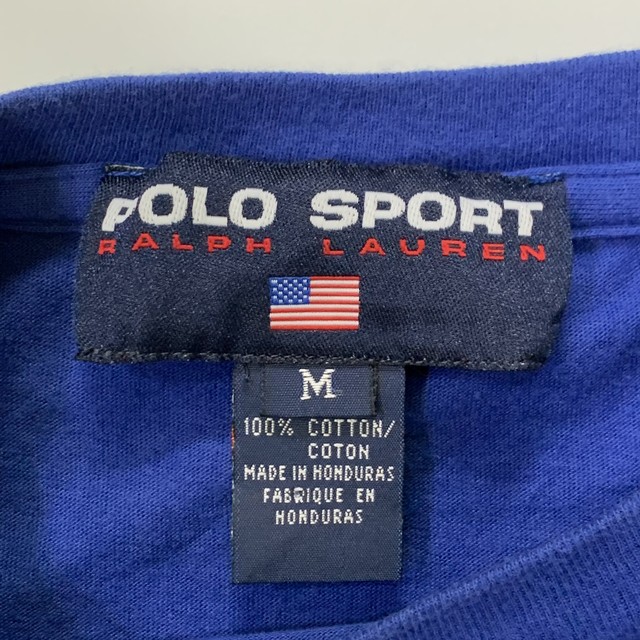 POLO SPORT
RALPH LAUREN
M
100% COTTON/
COTON
MADE IN HONDURAS
FABRIQUE EN
HONDURAS